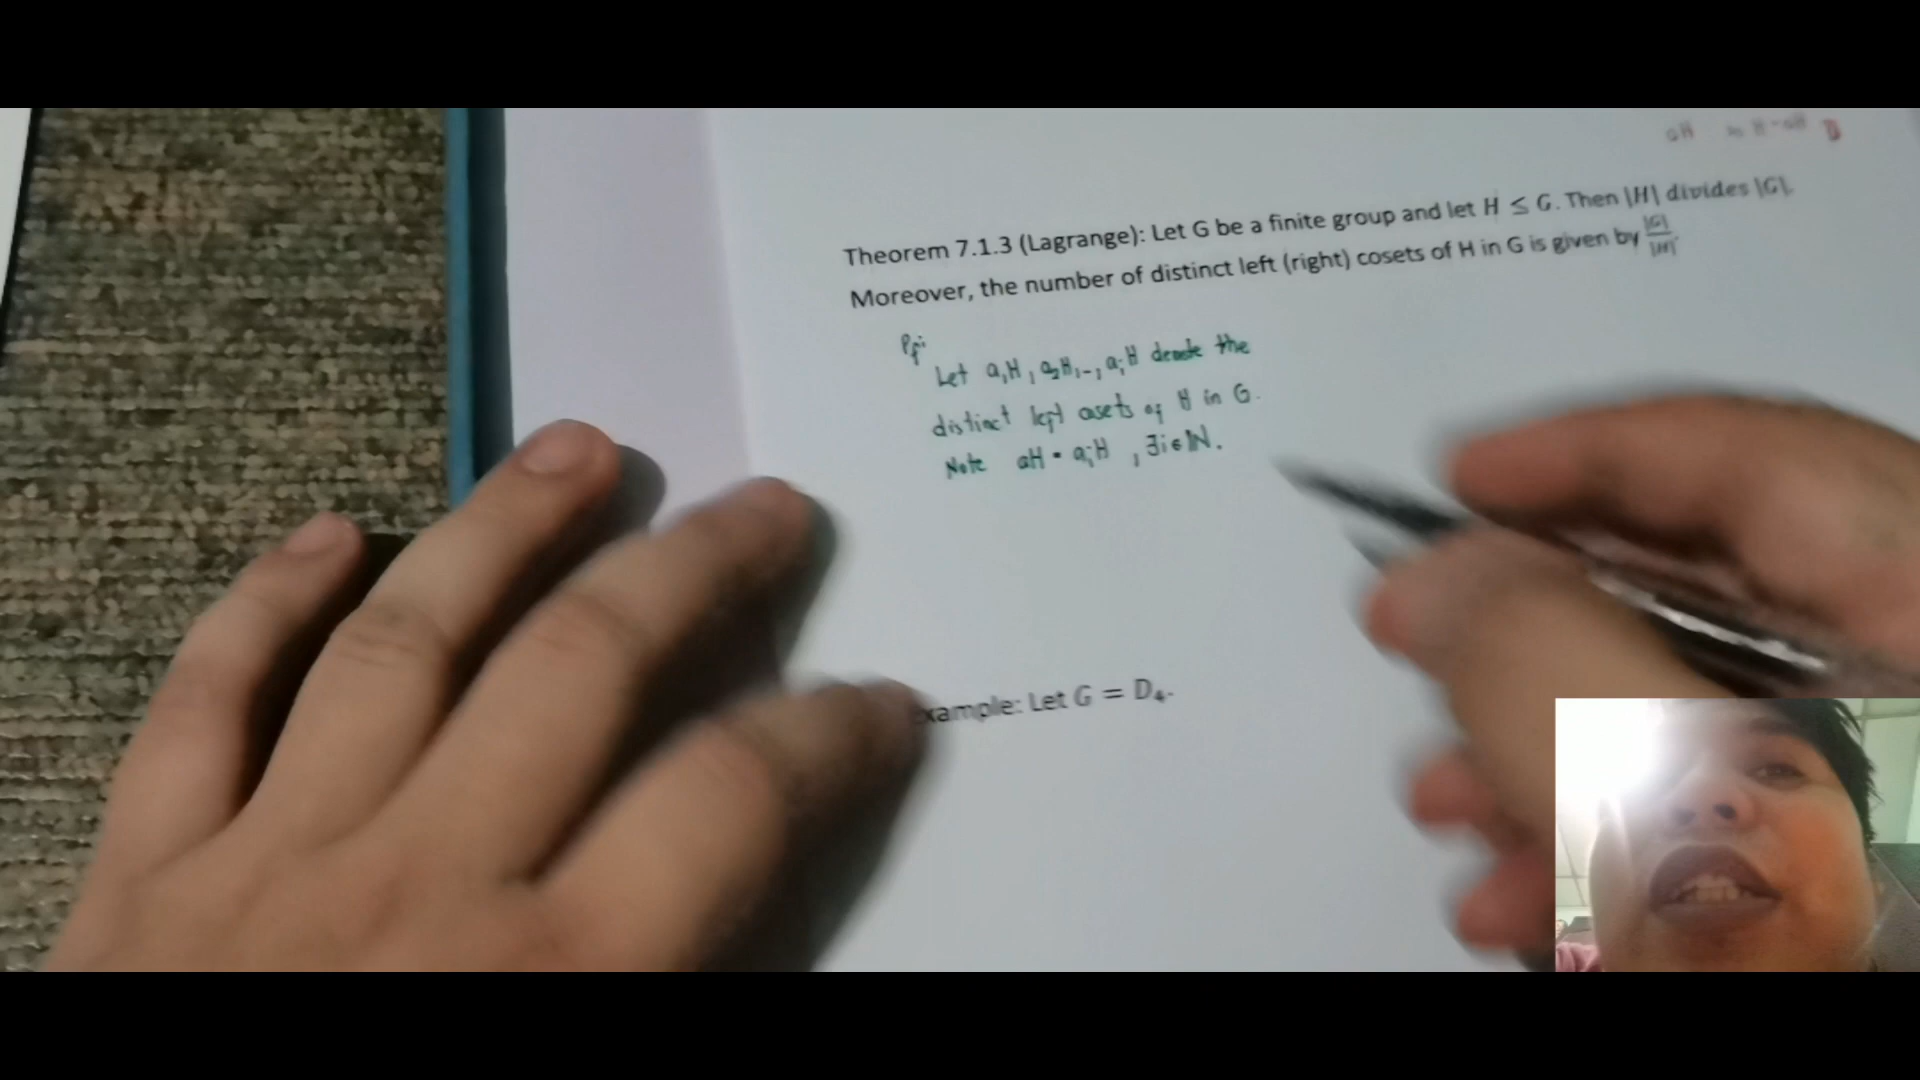 aH
Theorem 7.1.3 (Lagrange): Let G be a finite group and let H ≤ G. Then |H| divides |G|.
Moreover, the number of distinct left (right) cosets of H in G is given by |G|/|H|.
Pf:
Let a₁H, a₂H, -, aᵢH denote the
distinct left cosets of H in G.
Note aH = aᵢH , ∃i∈ℕ.
xample: Let G = D₄.